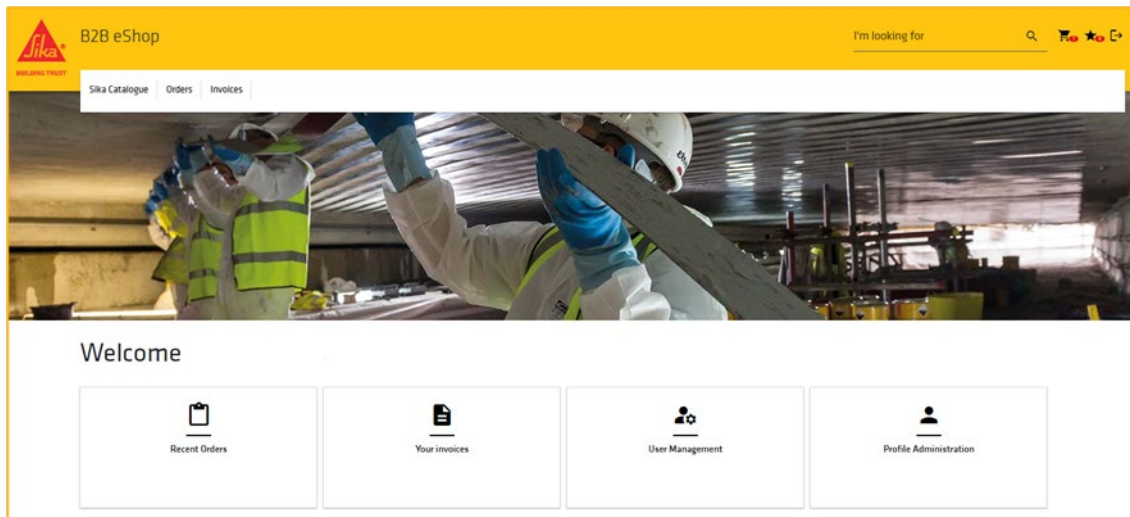 Sika®
BUILDING TRUST
B2B eShop
I'm looking for
Sika Catalogue
Orders
Invoices
Welcome
Recent Orders
Your invoices
User Management
Profile Administration